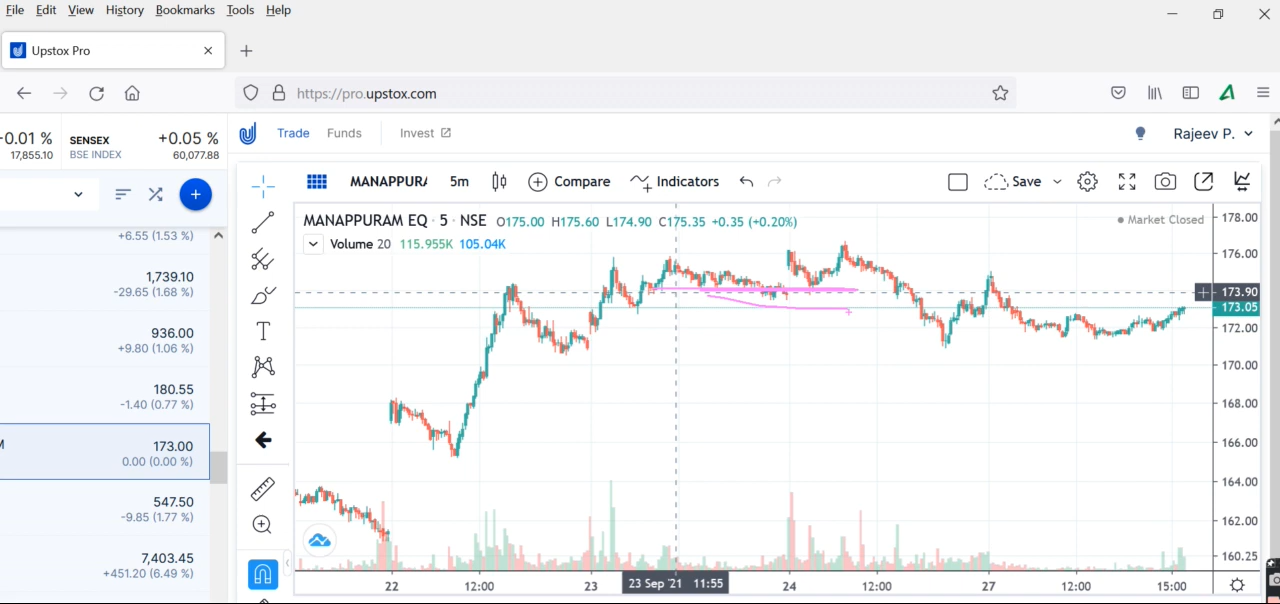 File Edit View History Bookmarks Tools Help
Upstox Pro
https://pro.upstox.com
-0.01 % SENSEX +0.05 %
17,855.10 BSE INDEX 60,077.88
Trade Funds Invest Rajeev P.
MANAPPURA 5m Compare Indicators Save
MANAPPURAM EQ · 5 · NSE O175.00 H175.60 L174.90 C175.35 +0.35 (+0.20%)
Market Closed
Volume 20 115.955K 105.04K
+6.55 (1.53 %)
1,739.10
-29.65 (1.68 %)
936.00
+9.80 (1.06 %)
180.55
-1.40 (0.77 %)
M 173.00
0.00 (0.00 %)
547.50
-9.85 (1.77 %)
7,403.45
+451.20 (6.49 %)
178.00
176.00
173.90
173.05
172.00
170.00
168.00
166.00
164.00
162.00
160.25
22 12:00 23 23 Sep '21 11:55 24 12:00 27 12:00 15:00